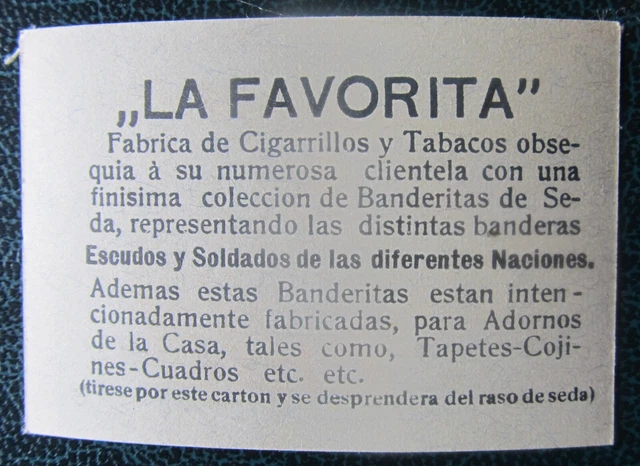 „LA FAVORITA”
Fabrica de Cigarrillos y Tabacos obse-
quia à su numerosa clientela con una
finisima coleccion de Banderitas de Se-
da, representando las distintas banderas
Escudos y Soldados de las diferentes Naciones.
Ademas estas Banderitas estan inten-
cionadamente fabricadas, para Adornos
de la Casa, tales como, Tapetes-Coji-
nes-Cuadros etc. etc.
(tirese por este carton y se desprendera del raso de seda)